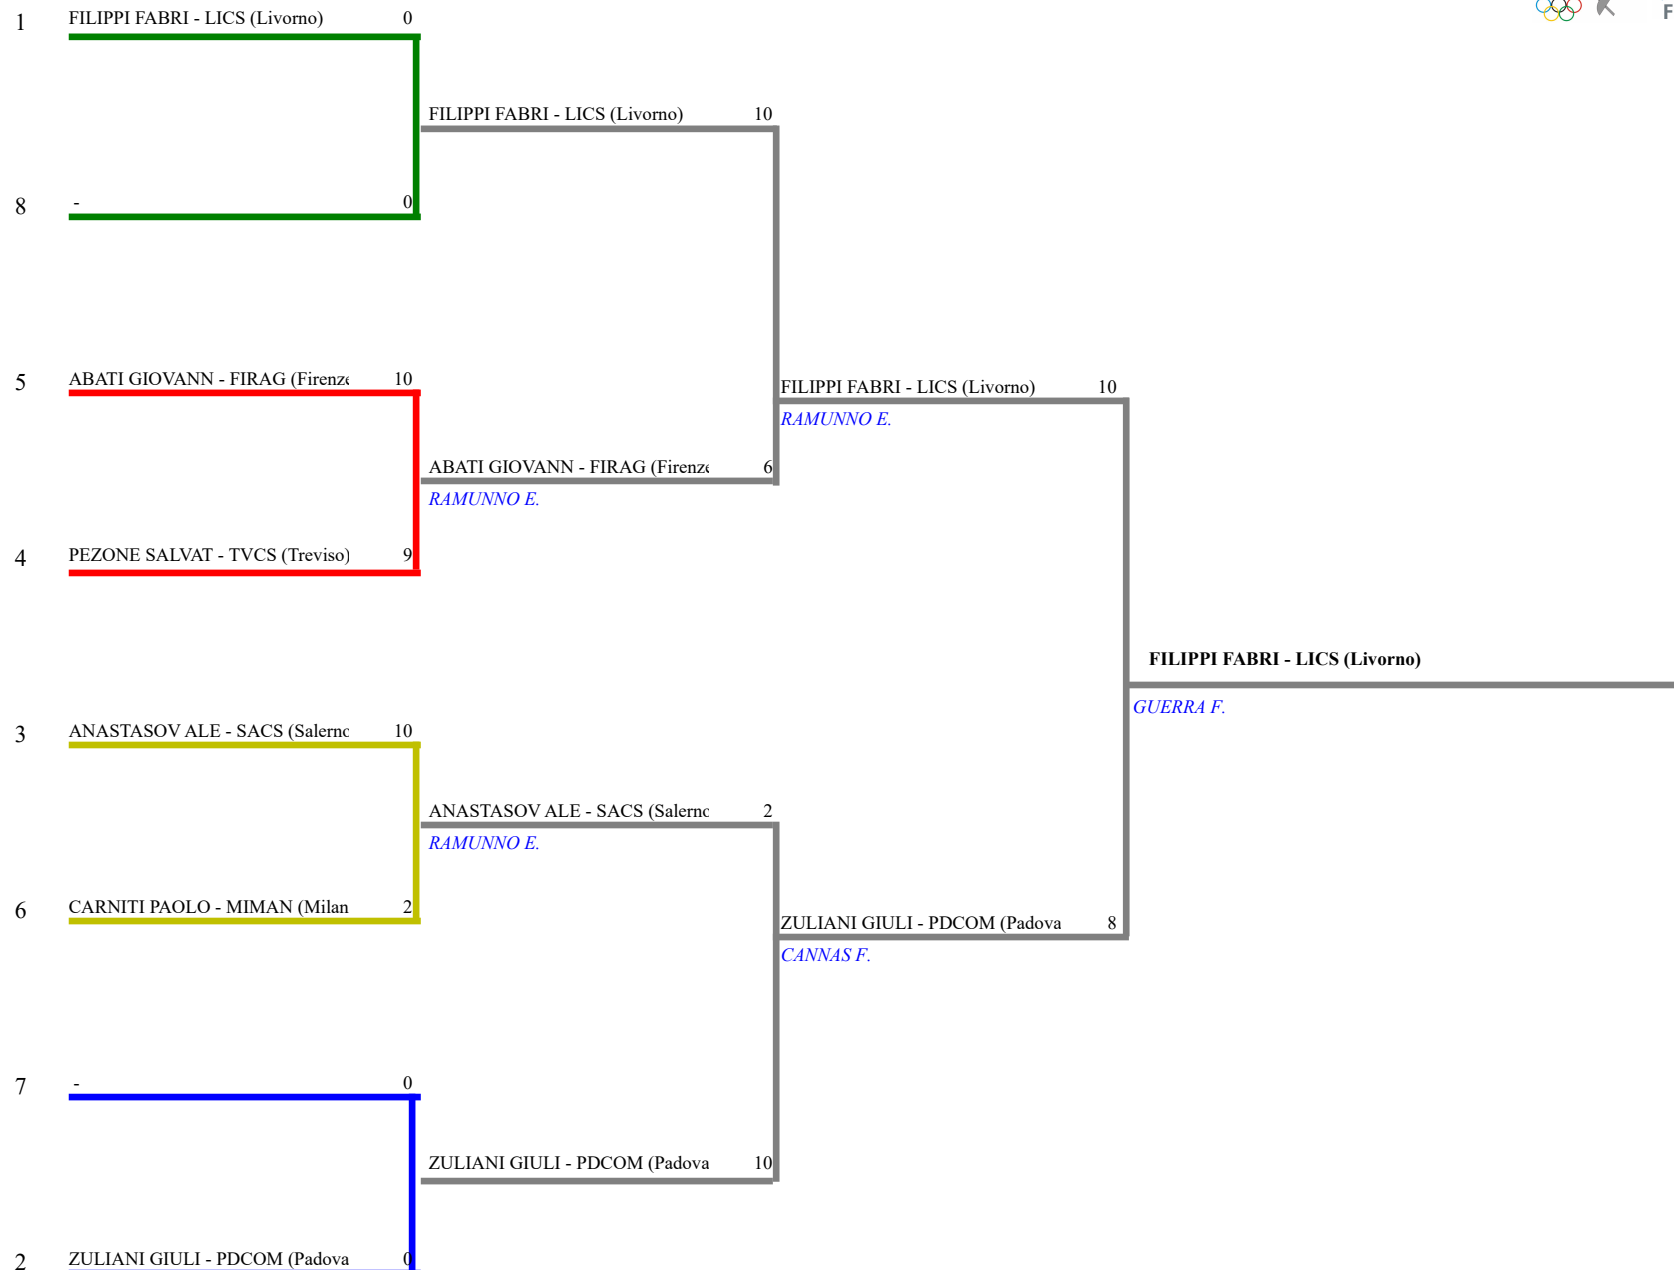 1 FILIPPI FABRI - LICS (Livorno) 0
F
FILIPPI FABRI - LICS (Livorno) 10
8 - 0
5 ABATI GIOVANN - FIRAG (Firenze 10
FILIPPI FABRI - LICS (Livorno) 10
RAMUNNO E.
ABATI GIOVANN - FIRAG (Firenze 6
RAMUNNO E.
4 PEZONE SALVAT - TVCS (Treviso) 9
FILIPPI FABRI - LICS (Livorno)
GUERRA F.
3 ANASTASOV ALE - SACS (Salerno 10
ANASTASOV ALE - SACS (Salerno 2
RAMUNNO E.
6 CARNITI PAOLO - MIMAN (Milan 2
ZULIANI GIULI - PDCOM (Padova 8
CANNAS F.
7 - 0
ZULIANI GIULI - PDCOM (Padova 10
2 ZULIANI GIULI - PDCOM (Padova 0